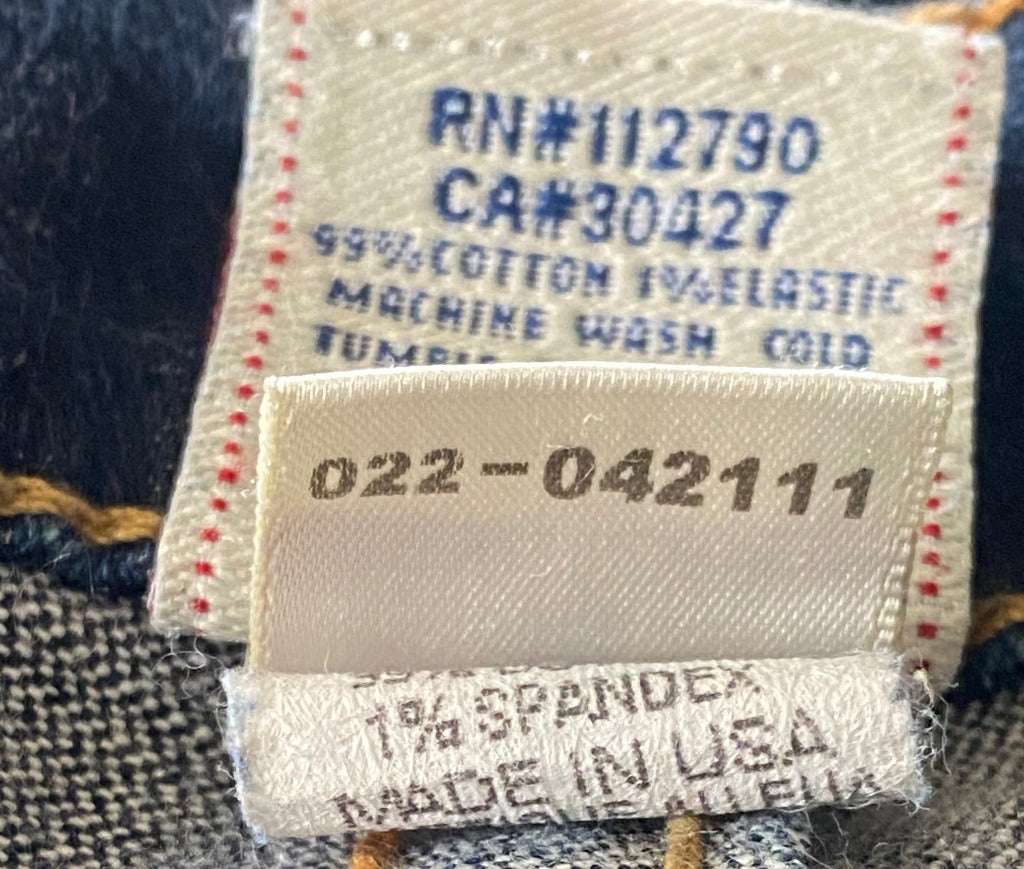 RN#112790
CA#30427
99%COTTON 1%ELASTIC
MACHINE WASH COLD
022-042111
1% SPANDEX
MADE IN USA